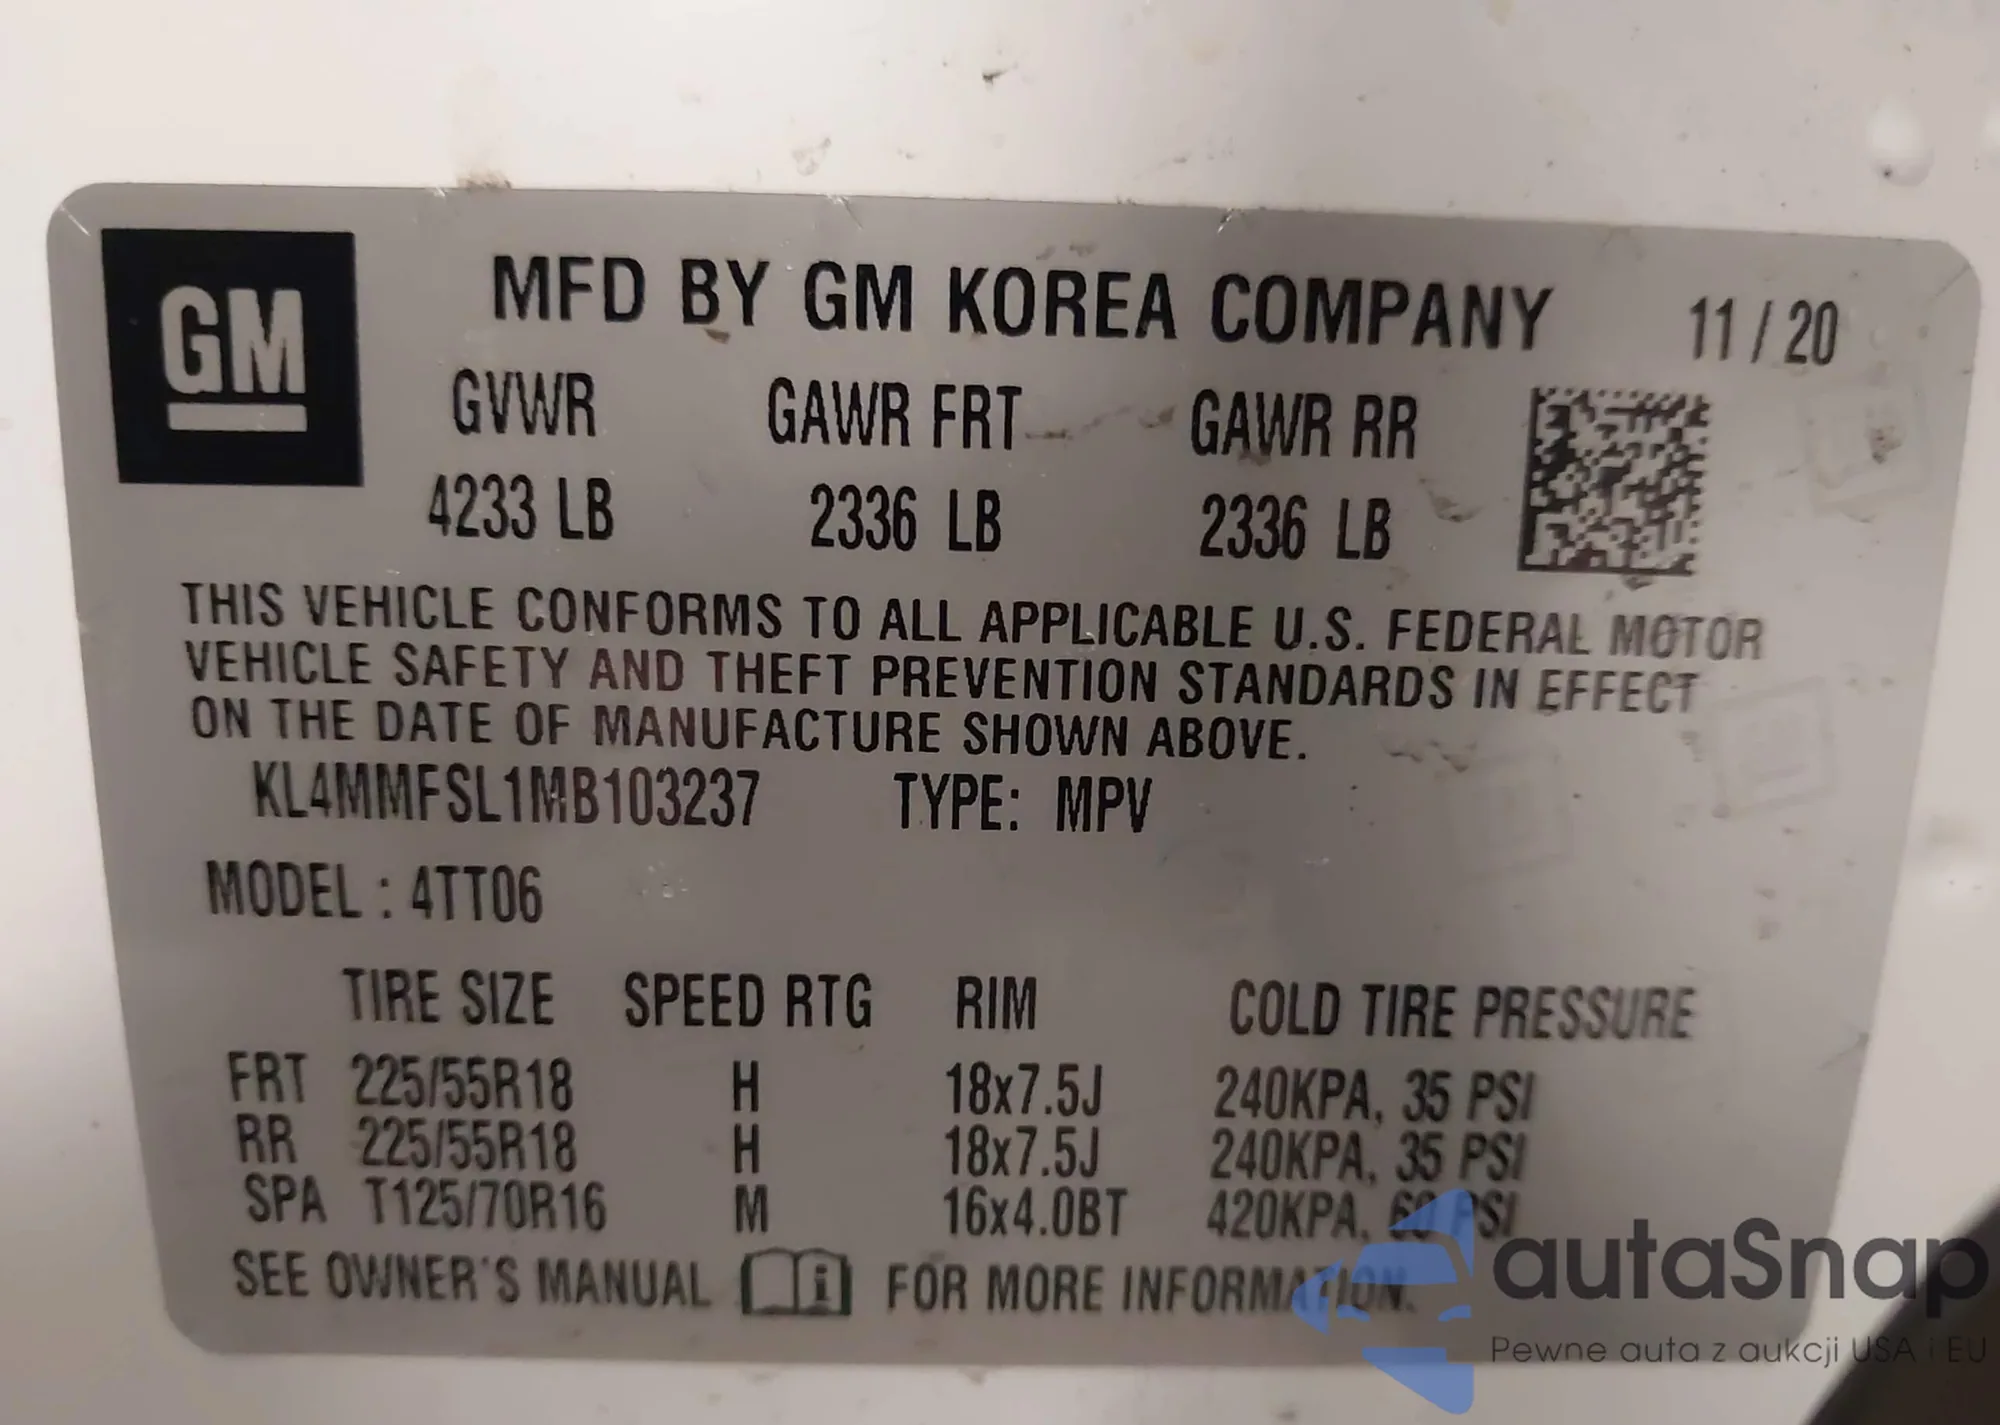 GM
MFD BY GM KOREA COMPANY 11 / 20
GVWR GAWR FRT GAWR RR
4233 LB 2336 LB 2336 LB
THIS VEHICLE CONFORMS TO ALL APPLICABLE U.S. FEDERAL MOTOR
VEHICLE SAFETY AND THEFT PREVENTION STANDARDS IN EFFECT
ON THE DATE OF MANUFACTURE SHOWN ABOVE.
KL4MMFSL1MB103237 TYPE: MPV
MODEL : 4TT06
TIRE SIZE SPEED RTG RIM COLD TIRE PRESSURE
FRT 225/55R18 H 18x7.5J 240KPA, 35 PSI
RR 225/55R18 H 18x7.5J 240KPA, 35 PSI
SPA T125/70R16 M 16x4.0BT 420KPA, 60 PSI
SEE OWNER'S MANUAL i FOR MORE INFORMATION.
autaSnap
Pewne auta z aukcji USA i EU